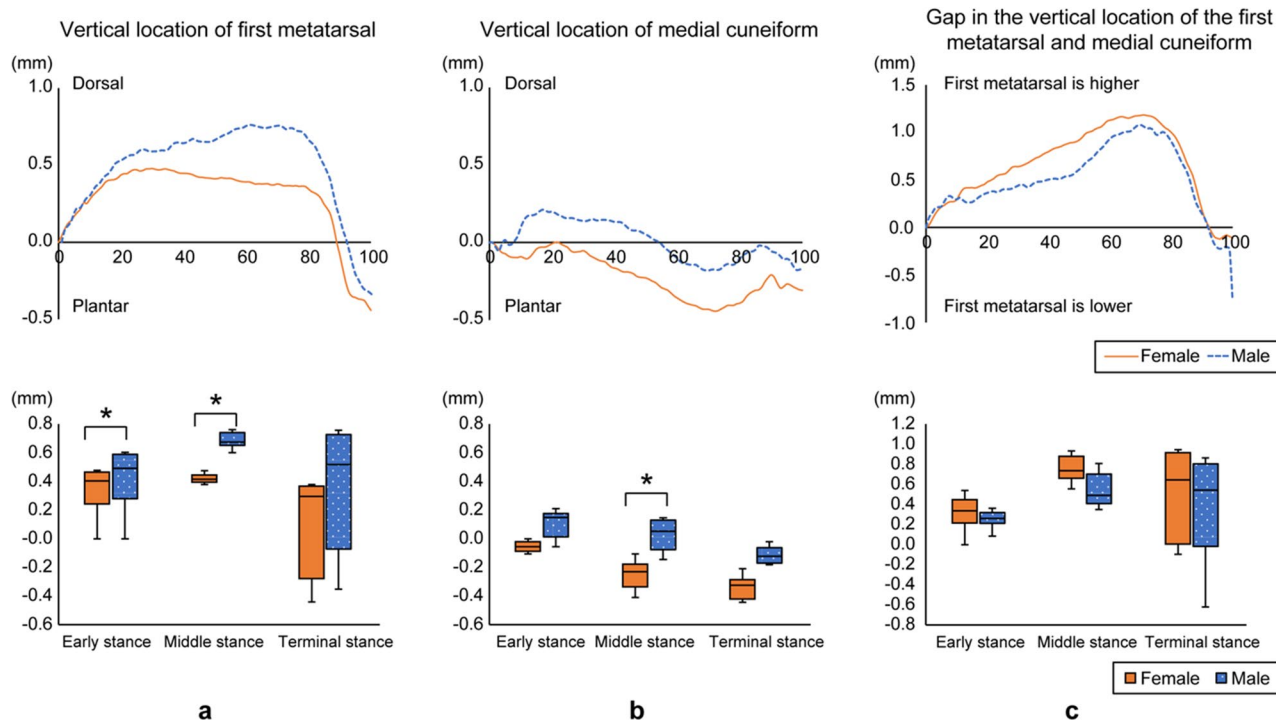 Vertical location of first metatarsal
(mm)
1.0
Dorsal
0.5
0.0
0 20 40 60 80 100
Plantar
-0.5
Vertical location of medial cuneiform
(mm)
1.0
Dorsal
0.5
0.0
0 20 40 60 80 100
Plantar
-0.5
Gap in the vertical location of the first
metatarsal and medial cuneiform
(mm)
1.5
First metatarsal is higher
1.0
0.5
0.0
0 20 40 60 80 100
-0.5
First metatarsal is lower
-1.0
Female Male
(mm)
0.8
*
*
0.6
0.4
0.2
-0.0
-0.2
-0.4
-0.6
Early stance Middle stance Terminal stance
(mm)
0.8
0.6
*
0.4
0.2
0.0
-0.2
-0.4
-0.6
Early stance Middle stance Terminal stance
(mm)
1.2
1.0
0.8
0.6
0.4
0.2
0.0
-0.2
-0.4
-0.6
-0.8
Early stance Middle stance Terminal stance
Female Male
a b c